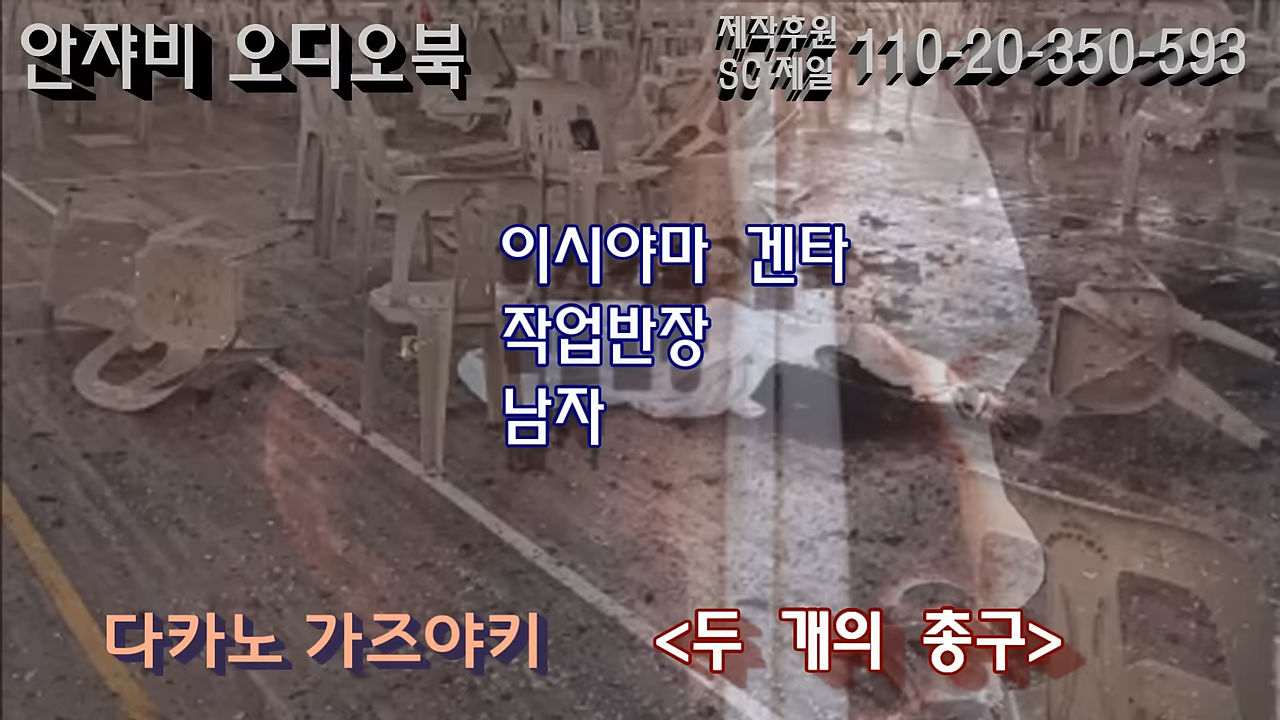 안쟈비 오디오북
제작후원
SC제일 110-20-350-593
이시야마 겐타
작업반장
남자
다카노 가즈야키
<두 개의 총구>